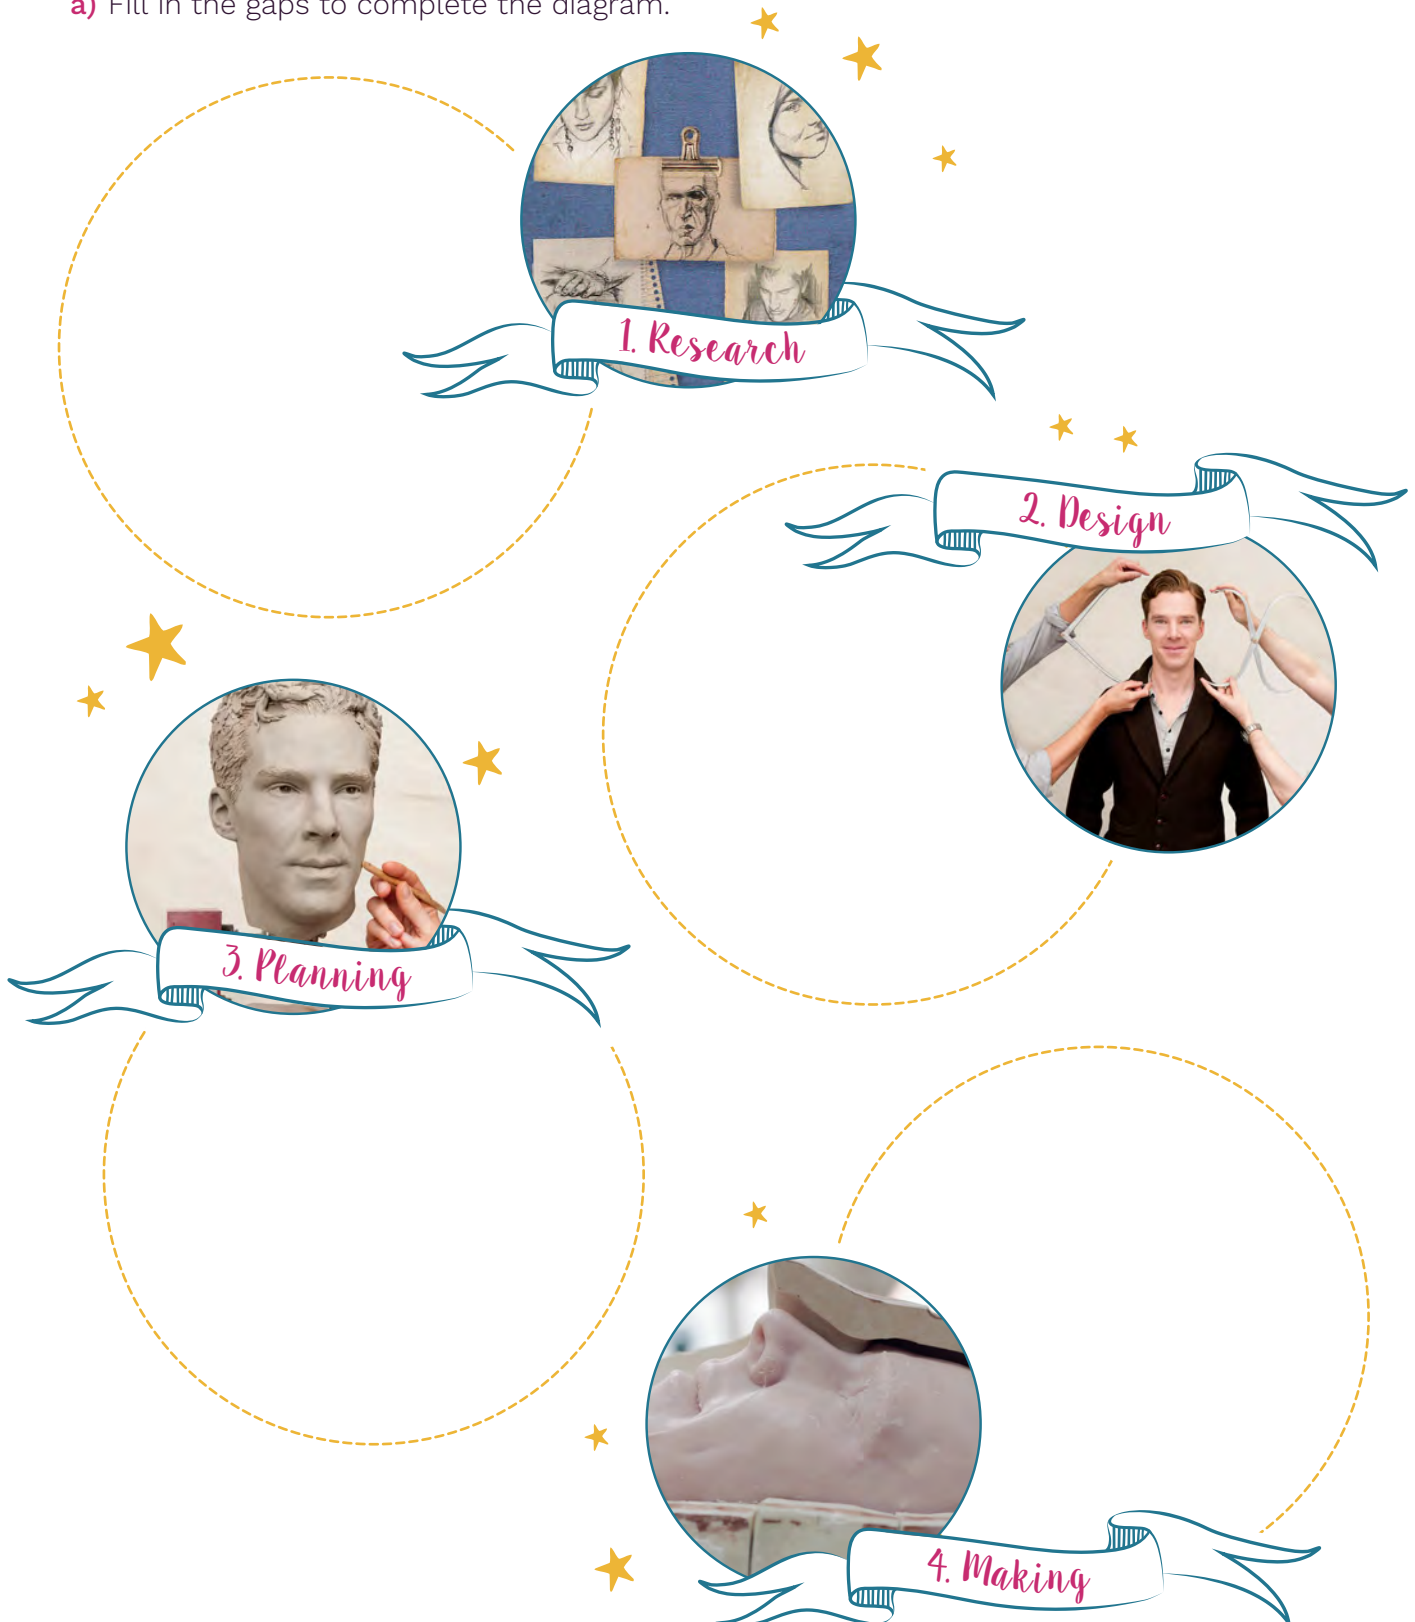 a) Fill in the gaps to complete the diagram.
1. Research
2. Design
3. Planning
4. Making